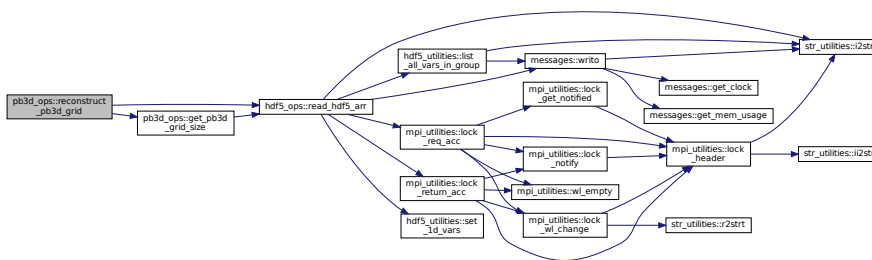 pb3d_ops::reconstruct
_pb3d_grid
pb3d_ops::get_pb3d
_grid_size
hdf5_ops::read_hdf5_arr
hdf5_utilities::list
_all_vars_in_group
mpi_utilities::lock
_req_acc
mpi_utilities::lock
_return_acc
hdf5_utilities::set
_1d_vars
messages::writo
mpi_utilities::lock
_get_notified
mpi_utilities::lock
_notify
mpi_utilities::wl_empty
mpi_utilities::lock
_wl_change
messages::get_clock
messages::get_mem_usage
mpi_utilities::lock
_header
str_utilities::r2strt
str_utilities::i2str
str_utilities::ii2str